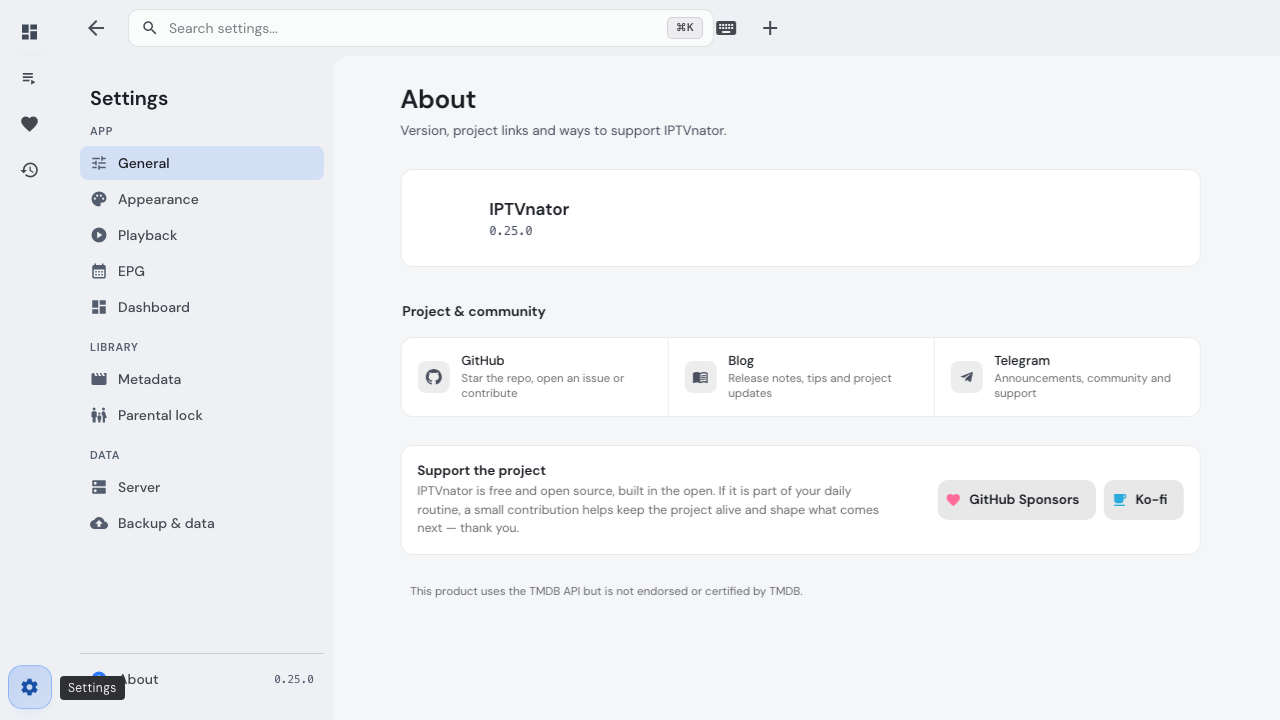 Search settings...
⌘K
Settings
APP
General
Appearance
Playback
EPG
Dashboard
LIBRARY
Metadata
Parental lock
DATA
Server
Backup & data
About
0.25.0
Settings
About
Version, project links and ways to support IPTVnator.
IPTVnator
0.25.0
Project & community
GitHub
Star the repo, open an issue or
contribute
Blog
Release notes, tips and project
updates
Telegram
Announcements, community and
support
Support the project
IPTVnator is free and open source, built in the open. If it is part of your daily
routine, a small contribution helps keep the project alive and shape what comes
next — thank you.
GitHub Sponsors
Ko-fi
This product uses the TMDB API but is not endorsed or certified by TMDB.